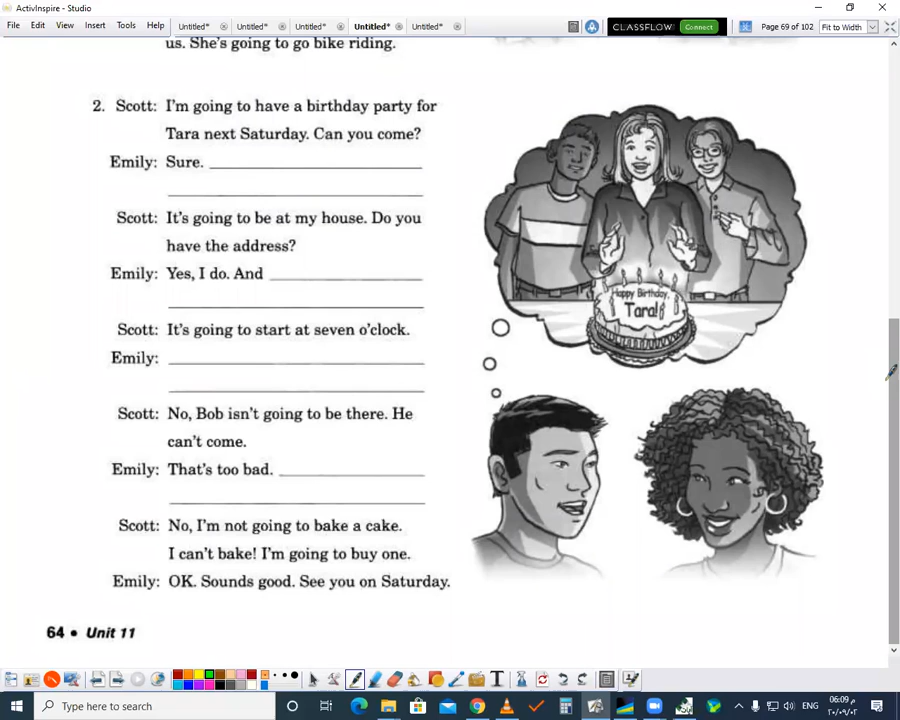 ActivInspire - Studio
File Edit View Insert Tools Help Untitled* Untitled* Untitled* Untitled* Untitled* CLASSFLOW Connect Page 69 of 102 Fit to Width
us. She's going to go bike riding.
2. Scott: I'm going to have a birthday party for
Tara next Saturday. Can you come?
Emily: Sure.
Scott: It's going to be at my house. Do you
have the address?
Emily: Yes, I do. And
Scott: It's going to start at seven o'clock.
Emily:
Scott: No, Bob isn't going to be there. He
can't come.
Emily: That's too bad.
Scott: No, I'm not going to bake a cake.
I can't bake! I'm going to buy one.
Emily: OK. Sounds good. See you on Saturday.
Happy Birthday,
Tara!
64 • Unit 11
Type here to search
ENG
06:09 م